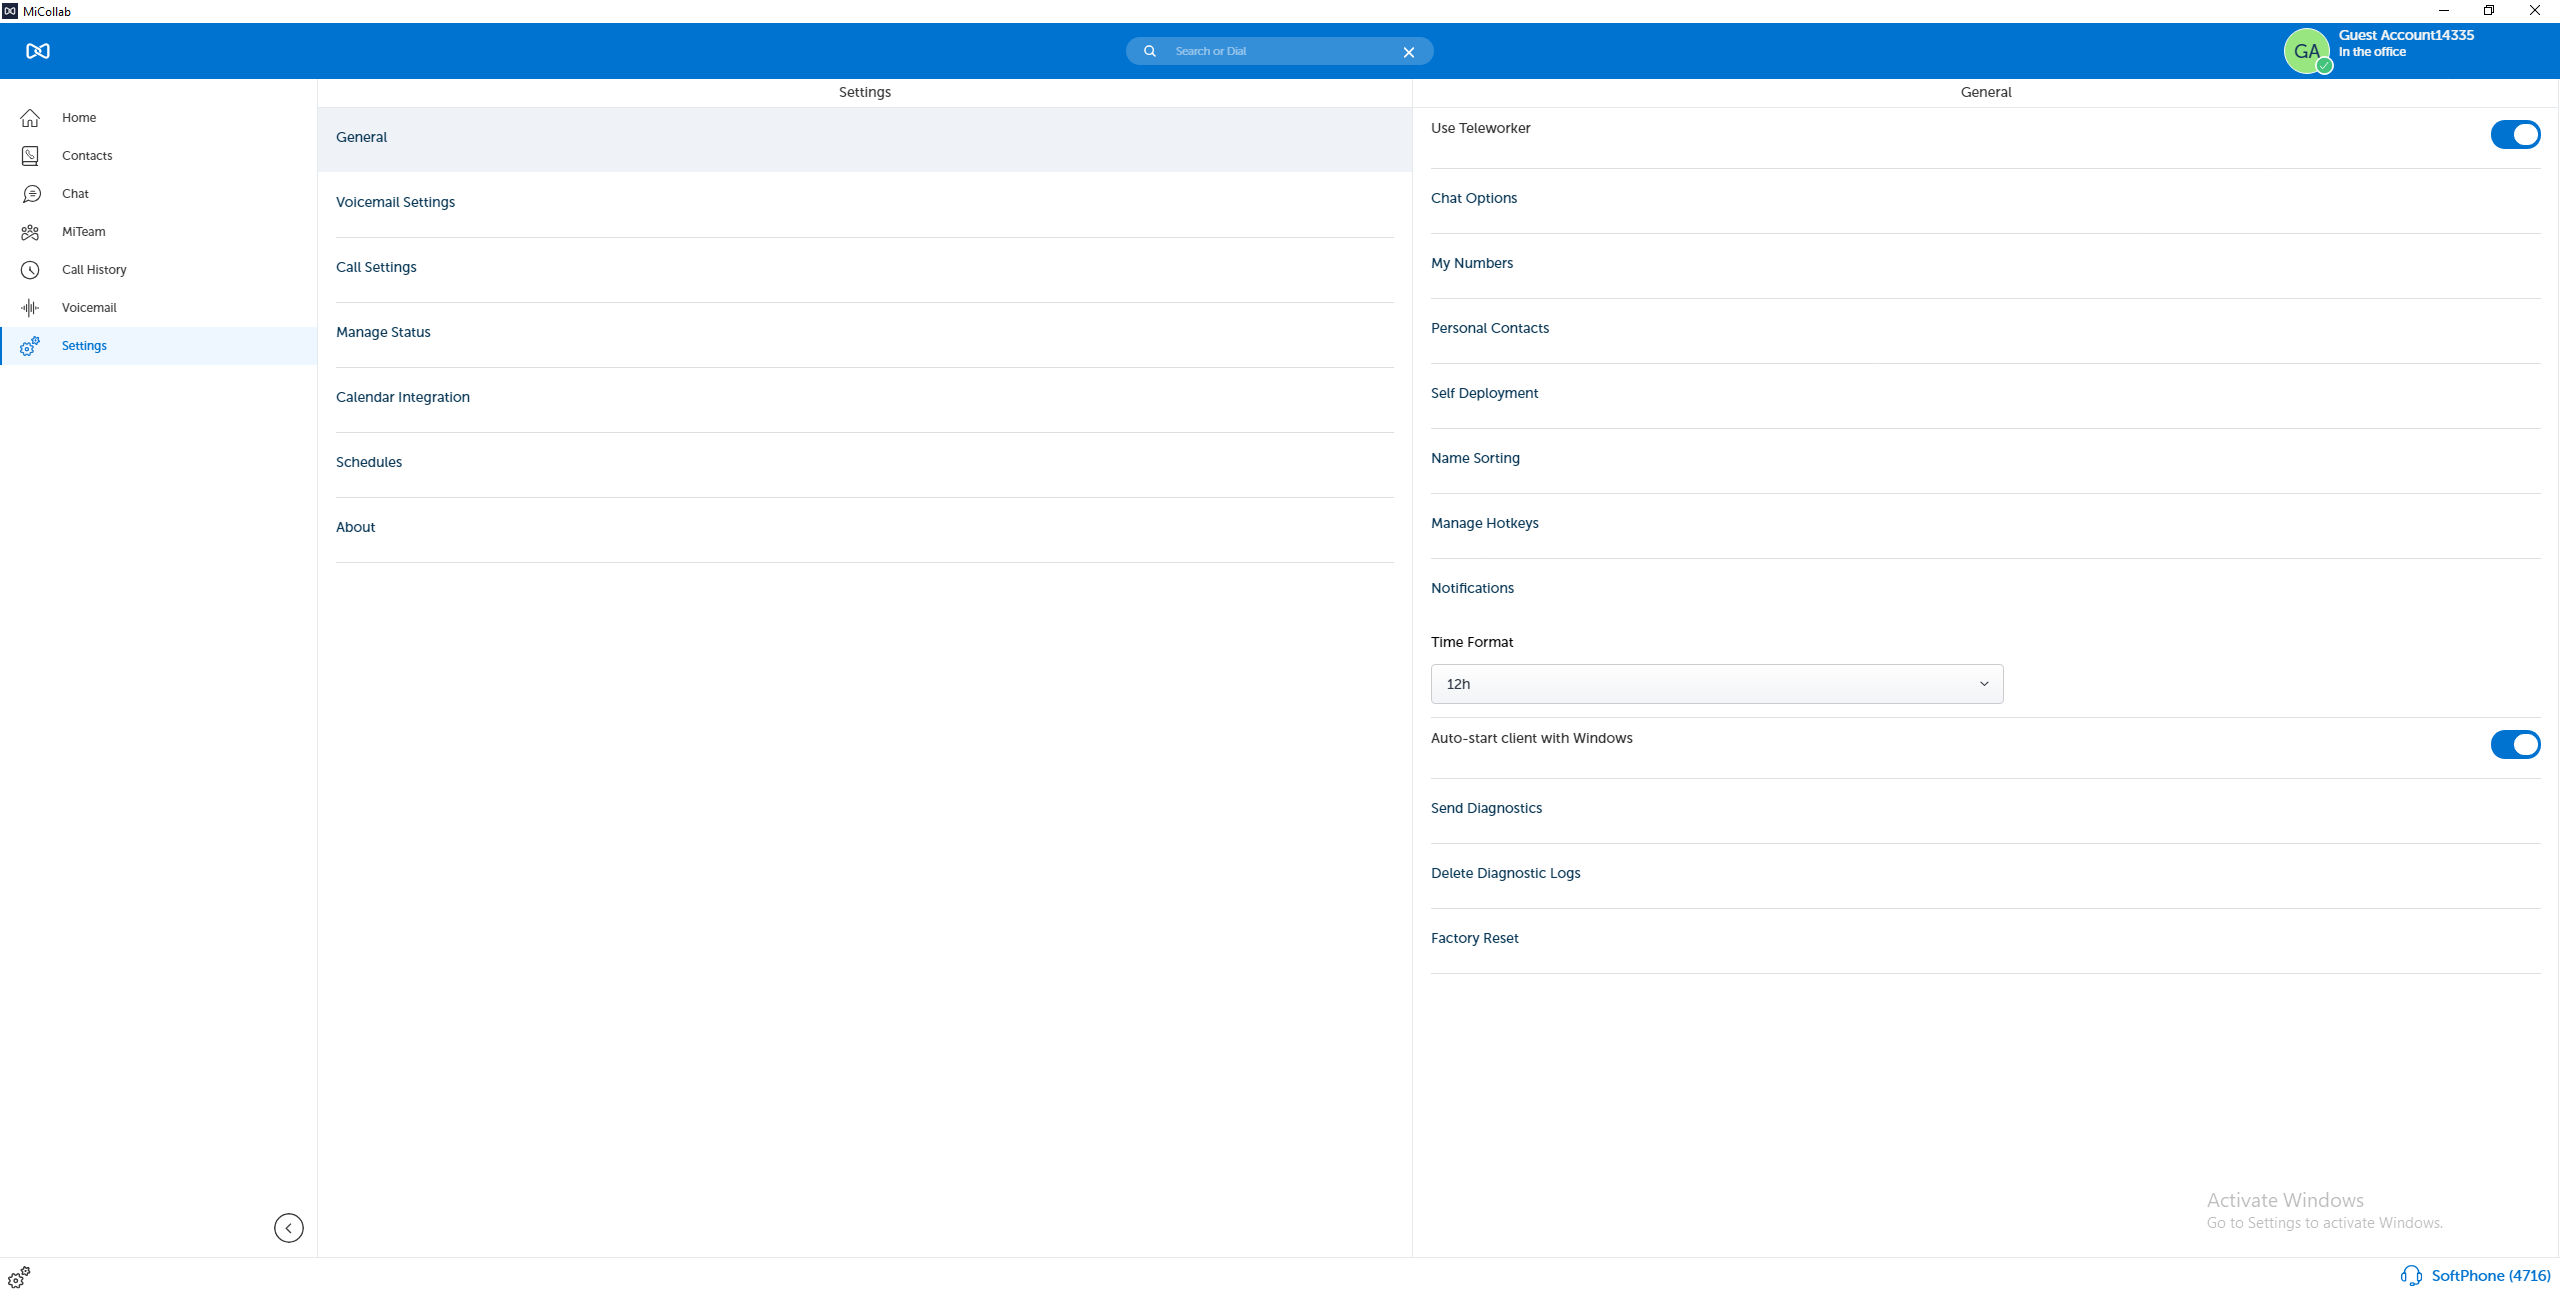 MiCollab
Search or Dial
GA
Guest Account14335
In the office
Home
Contacts
Chat
MiTeam
Call History
Voicemail
Settings
Settings
General
Voicemail Settings
Call Settings
Manage Status
Calendar Integration
Schedules
About
General
Use Teleworker
Chat Options
My Numbers
Personal Contacts
Self Deployment
Name Sorting
Manage Hotkeys
Notifications
Time Format
12h
Auto-start client with Windows
Send Diagnostics
Delete Diagnostic Logs
Factory Reset
Activate Windows
Go to Settings to activate Windows.
SoftPhone (4716)